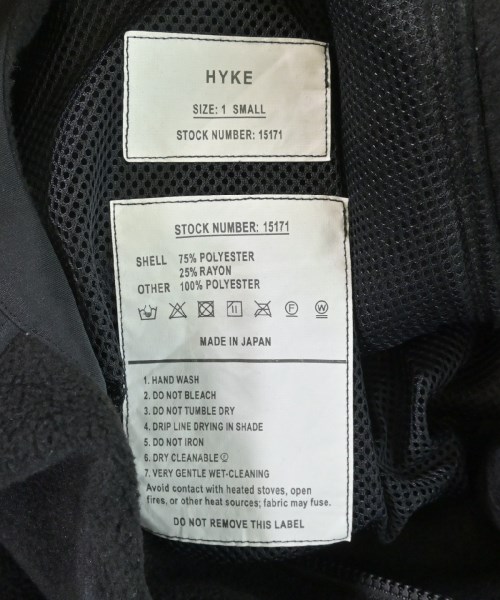 HYKE
SIZE: 1 SMALL
STOCK NUMBER: 15171
STOCK NUMBER: 15171
SHELL 75% POLYESTER
25% RAYON
OTHER 100% POLYESTER
F W
MADE IN JAPAN
1. HAND WASH
2. DO NOT BLEACH
3. DO NOT TUMBLE DRY
4. DRIP LINE DRYING IN SHADE
5. DO NOT IRON
6. DRY CLEANABLE Ⓕ
7. VERY GENTLE WET-CLEANING
Avoid contact with heated stoves, open
fires, or other heat sources; fabric may fuse.
DO NOT REMOVE THIS LABEL